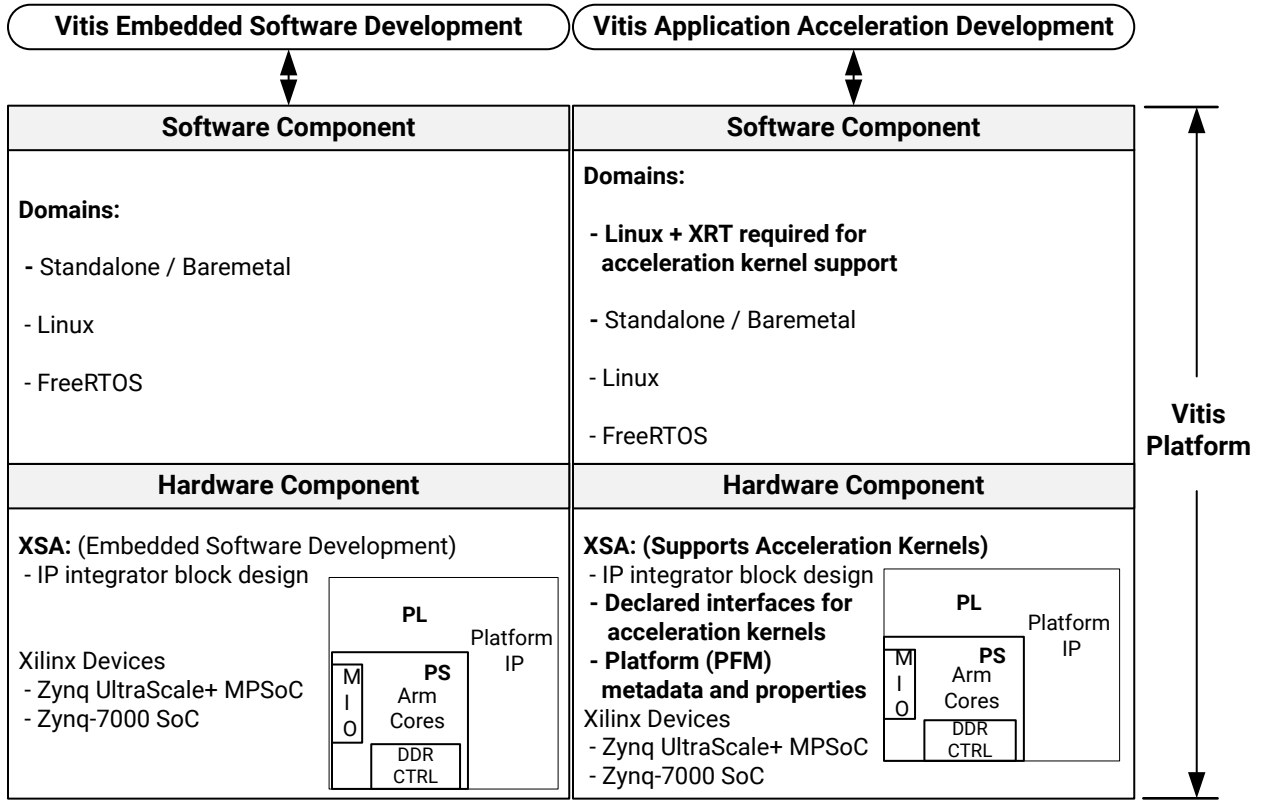 Vitis Embedded Software Development
Vitis Application Acceleration Development
Software Component
Domains:
- Standalone / Baremetal
- Linux
- FreeRTOS
Software Component
Domains:
- Linux + XRT required for
acceleration kernel support
- Standalone / Baremetal
- Linux
- FreeRTOS
Hardware Component
XSA: (Embedded Software Development)
- IP integrator block design
Xilinx Devices
- Zynq UltraScale+ MPSoC
- Zynq-7000 SoC
PL
Platform
IP
PS
Arm
Cores
M
I
O
DDR
CTRL
Hardware Component
XSA: (Supports Acceleration Kernels)
- IP integrator block design
- Declared interfaces for
acceleration kernels
- Platform (PFM)
metadata and properties
Xilinx Devices
- Zynq UltraScale+ MPSoC
- Zynq-7000 SoC
PL
Platform
IP
PS
Arm
Cores
M
I
O
DDR
CTRL
Vitis
Platform